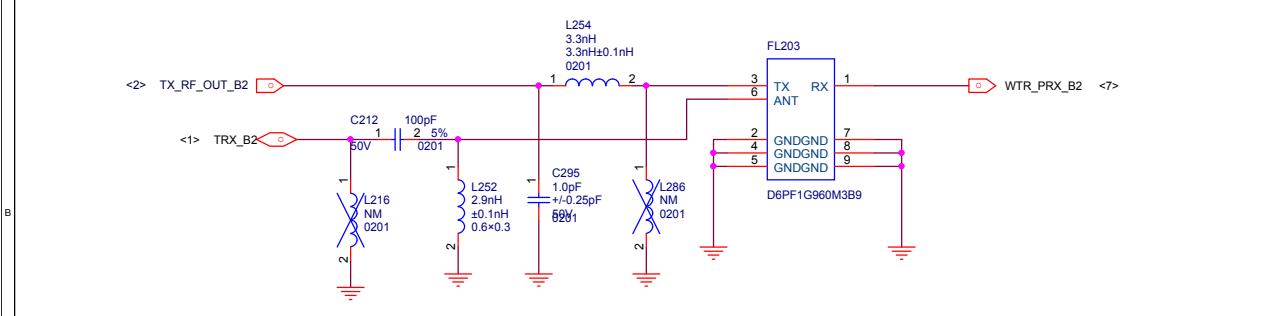 L254
3.3nH
3.3nH±0.1nH
0201
FL203
<2> TX_RF_OUT_B2
1 2
3 TX RX 1
WTR_PRX_B2 <7>
6 ANT
C212 100pF
<1> TRX_B2
1 2 5%
50V 0201
2 GNDGND 7
4 GNDGND 8
5 GNDGND 9
D6PF1G960M3B9
1
L216
NM
0201
2
1
L252
2.9nH
±0.1nH
0.6×0.3
2
1
C295
1.0pF
+/-0.25pF
50V
0201
1
L286
NM
0201
2
B